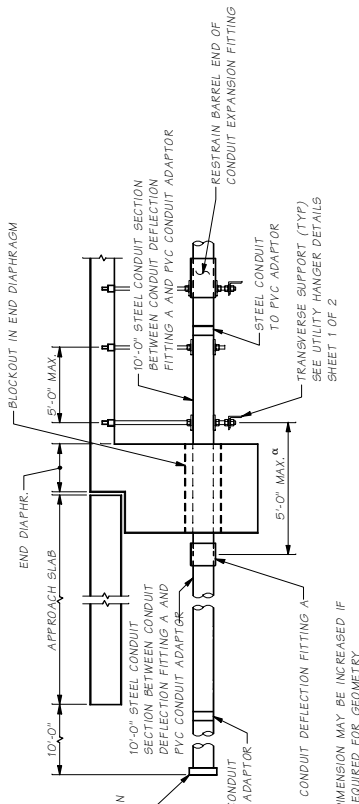 BLOCKOUT IN END DIAPHRAGM
END DIAPHR.
5'-0" MAX.
APPROACH SLAB
10'-0"
10'-0" STEEL CONDUIT SECTION
BETWEEN CONDUIT DEFLECTION
FITTING A AND PVC CONDUIT ADAPTOR
RESTRAIN BARREL END OF
CONDUIT EXPANSION FITTING
10'-0" STEEL CONDUIT
SECTION BETWEEN CONDUIT
DEFLECTION FITTING A AND
PVC CONDUIT ADAPTOR
STEEL CONDUIT
TO PVC ADAPTOR
TRANSVERSE SUPPORT (TYP)
SEE UTILITY HANGER DETAILS
SHEET 1 OF 2
5'-0" MAX. α
N
CONDUIT
ADAPTOR
CONDUIT DEFLECTION FITTING A
IMENSION MAY BE INCREASED IF
EQUIRED FOR GEOMETRY